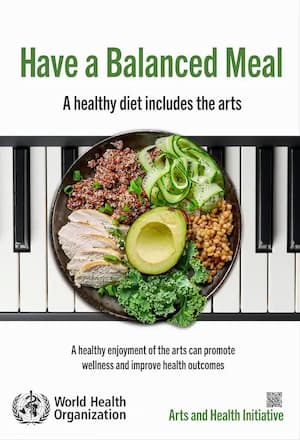 Have a Balanced Meal
A healthy diet includes the arts
A healthy enjoyment of the arts can promote
wellness and improve health outcomes
World Health
Organization
Arts and Health Initiative